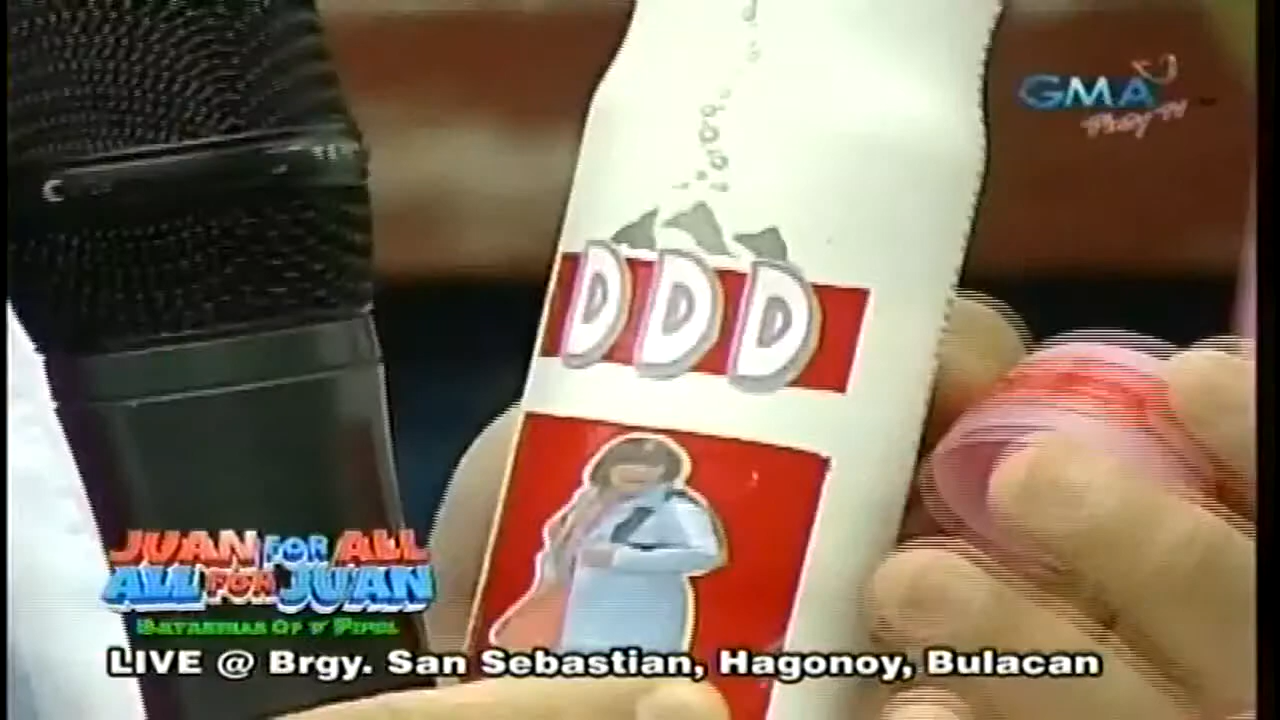 GMA
DDD
JUAN FOR ALL
ALL FOR JUAN
LIVE @ Brgy. San Sebastian, Hagonoy, Bulacan